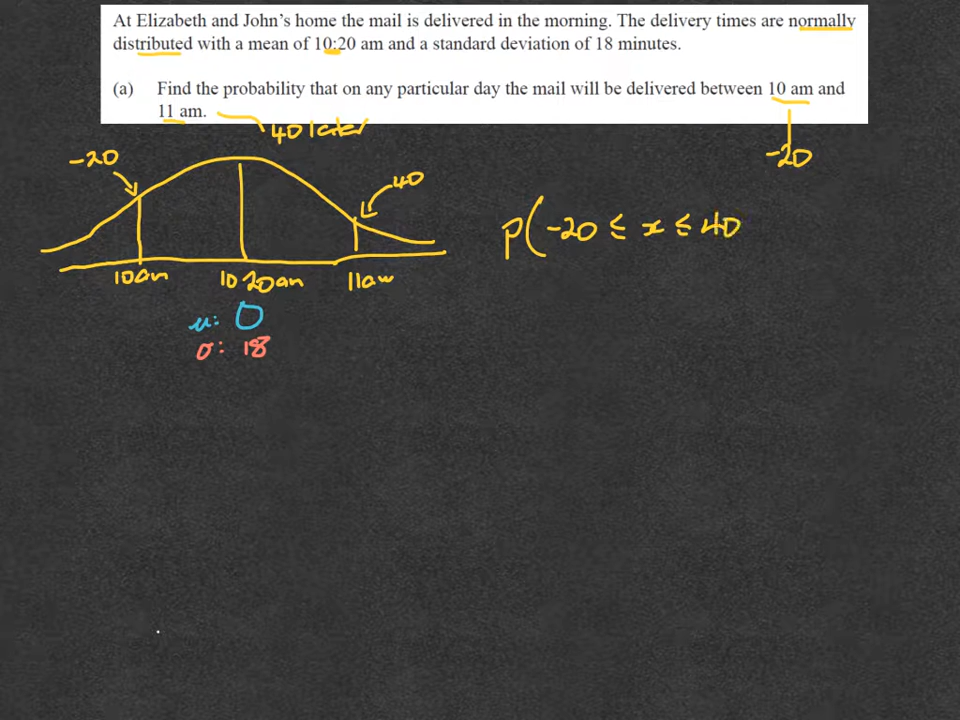 At Elizabeth and John's home the mail is delivered in the morning. The delivery times are normally
distributed with a mean of 10:20 am and a standard deviation of 18 minutes.
(a) Find the probability that on any particular day the mail will be delivered between 10 am and
11 am.
40 later
-20
-20
40
P(-20 ≤ x ≤ 40
10am 10 20am 11am
μ: 0
σ: 18